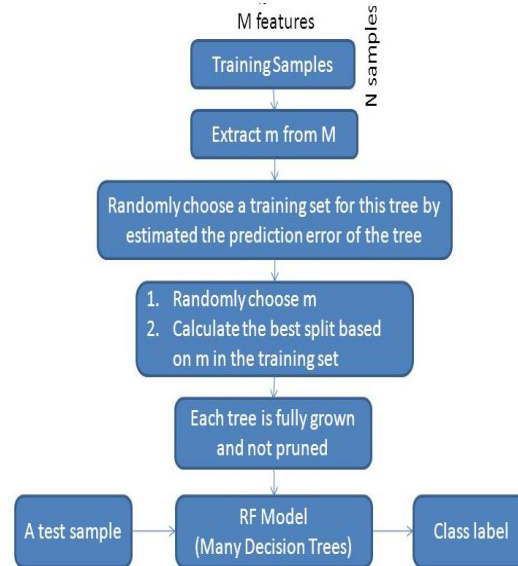 M features
N samples
Training Samples
Extract m from M
Randomly choose a training set for this tree by
estimated the prediction error of the tree
1. Randomly choose m
2. Calculate the best split based
on m in the training set
Each tree is fully grown
and not pruned
A test sample
RF Model
(Many Decision Trees)
Class label